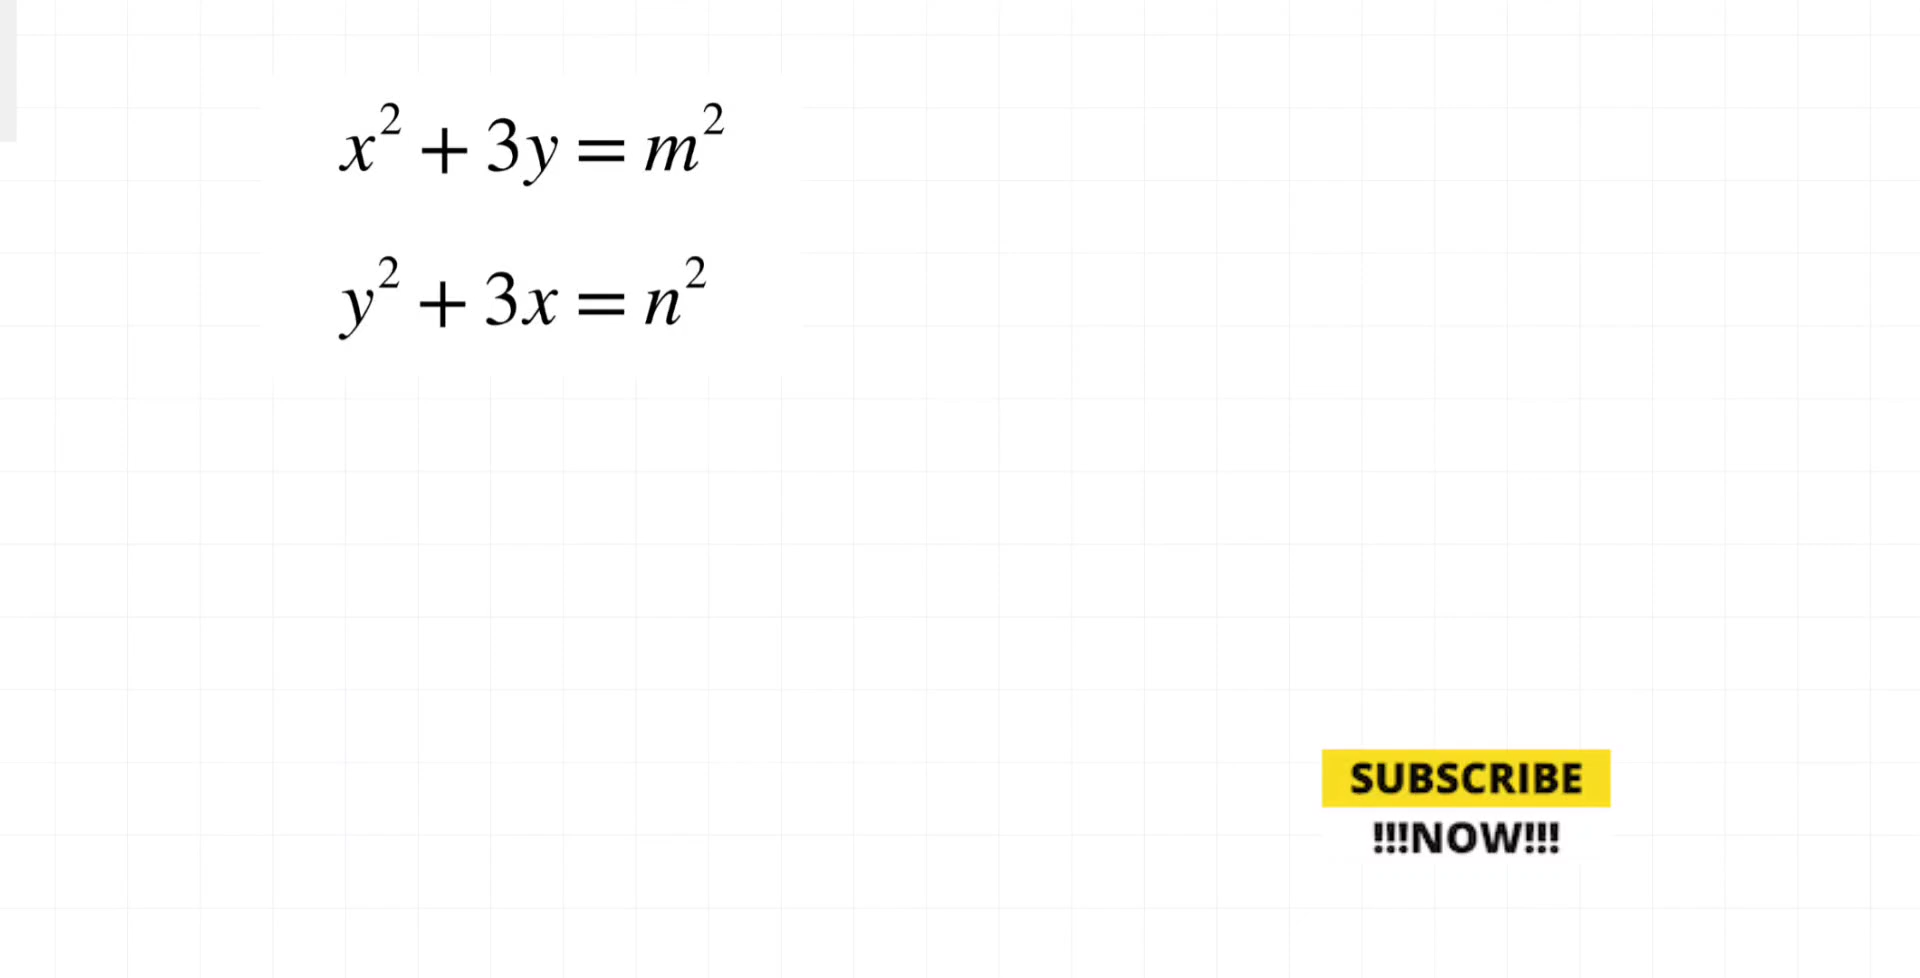 x² + 3y = m²
y² + 3x = n²
SUBSCRIBE
!!!NOW!!!